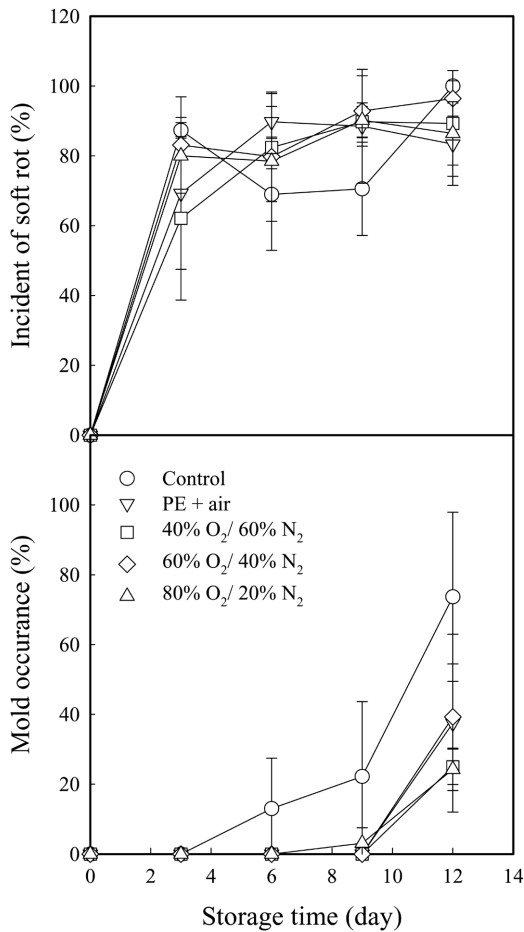 120
100
80
60
40
20
0
Incident of soft rot (%)
Control
PE + air
40% O₂/ 60% N₂
60% O₂/ 40% N₂
80% O₂/ 20% N₂
100
80
60
40
20
0
Mold occurance (%)
0 2 4 6 8 10 12 14
Storage time (day)